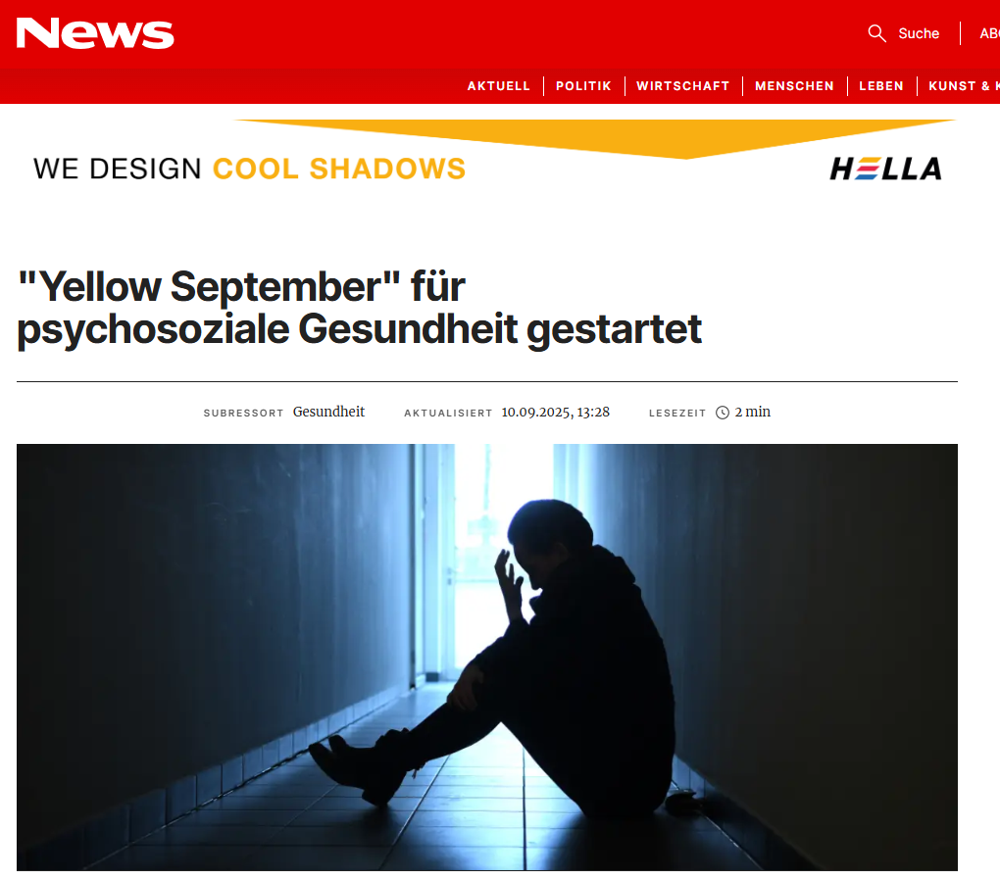 News
Suche
AKTUELL POLITIK WIRTSCHAFT MENSCHEN LEBEN KUNST &
WE DESIGN COOL SHADOWS
HELLA
"Yellow September" für
psychosoziale Gesundheit gestartet
SUBRESSORT Gesundheit AKTUALISIERT 10.09.2025, 13:28 LESEZEIT 2 min